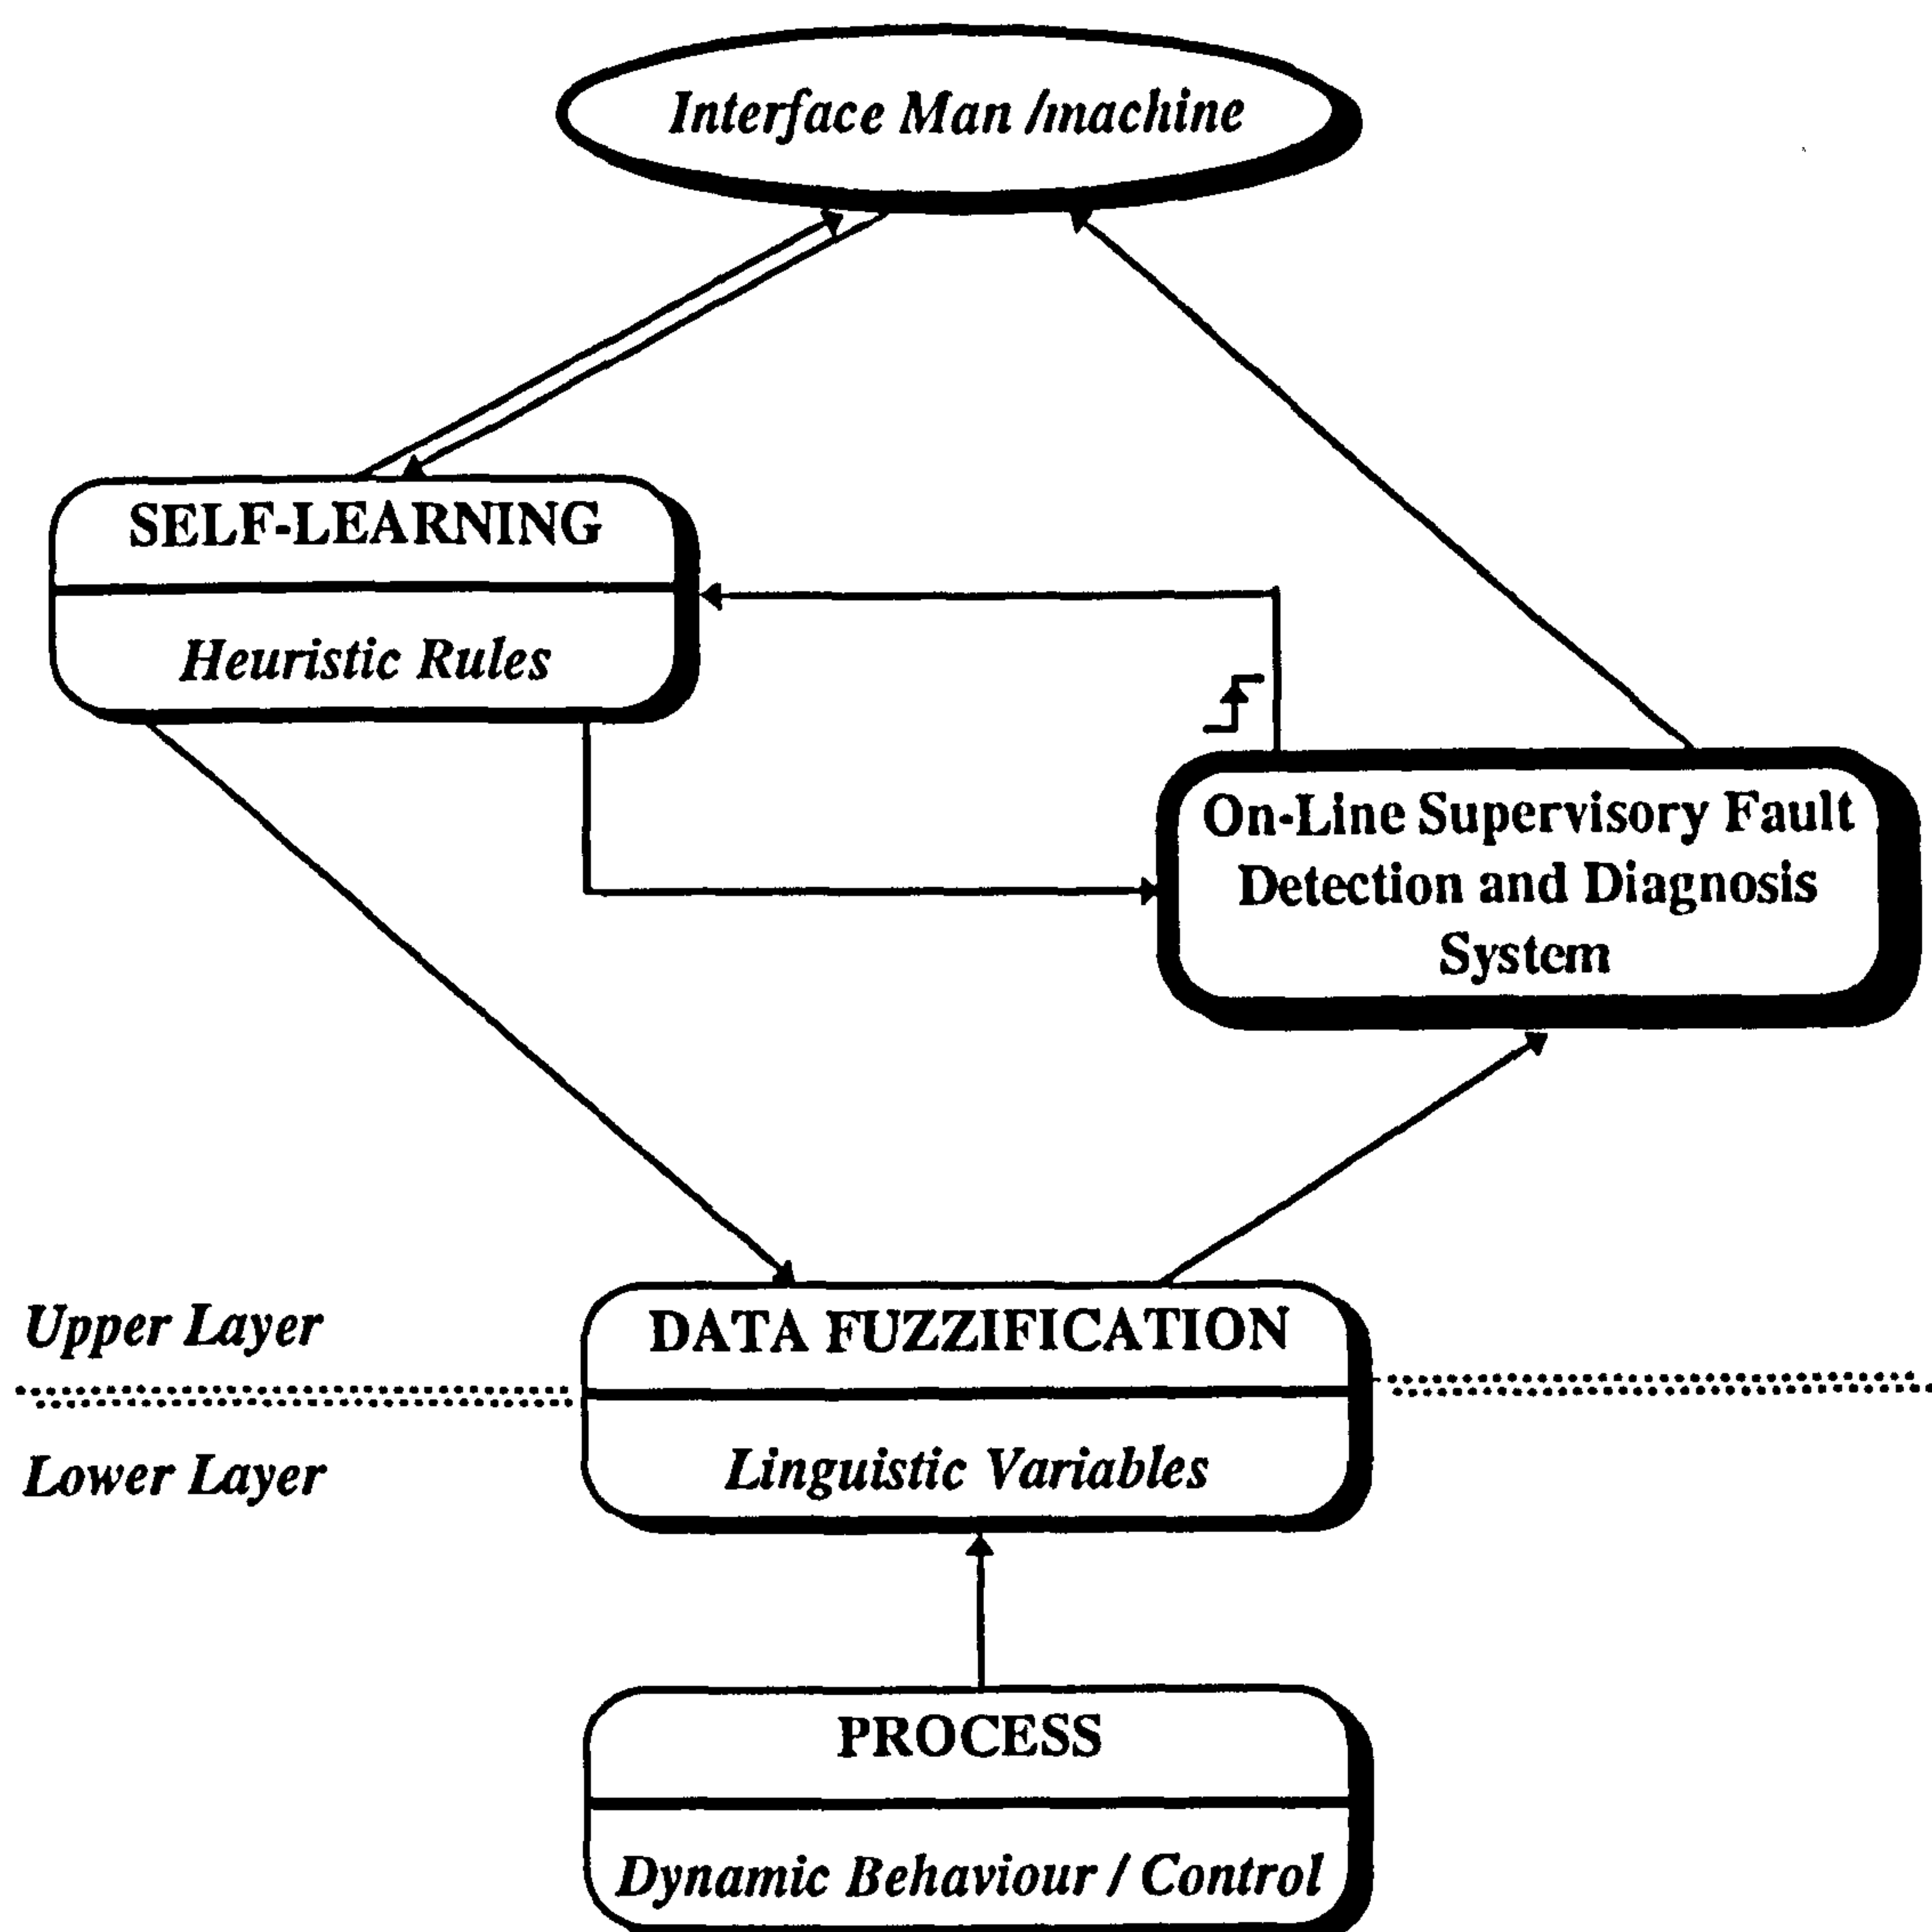 Interface Man /machine
SELF-LEARNING
Heuristic Rules
On-Line Supervisory Fault
Detection and Diagnosis
System
Upper Layer
DATA FUZZIFICATION
Lower Layer
Linguistic Variables
PROCESS
Dynamic Behaviour / Control